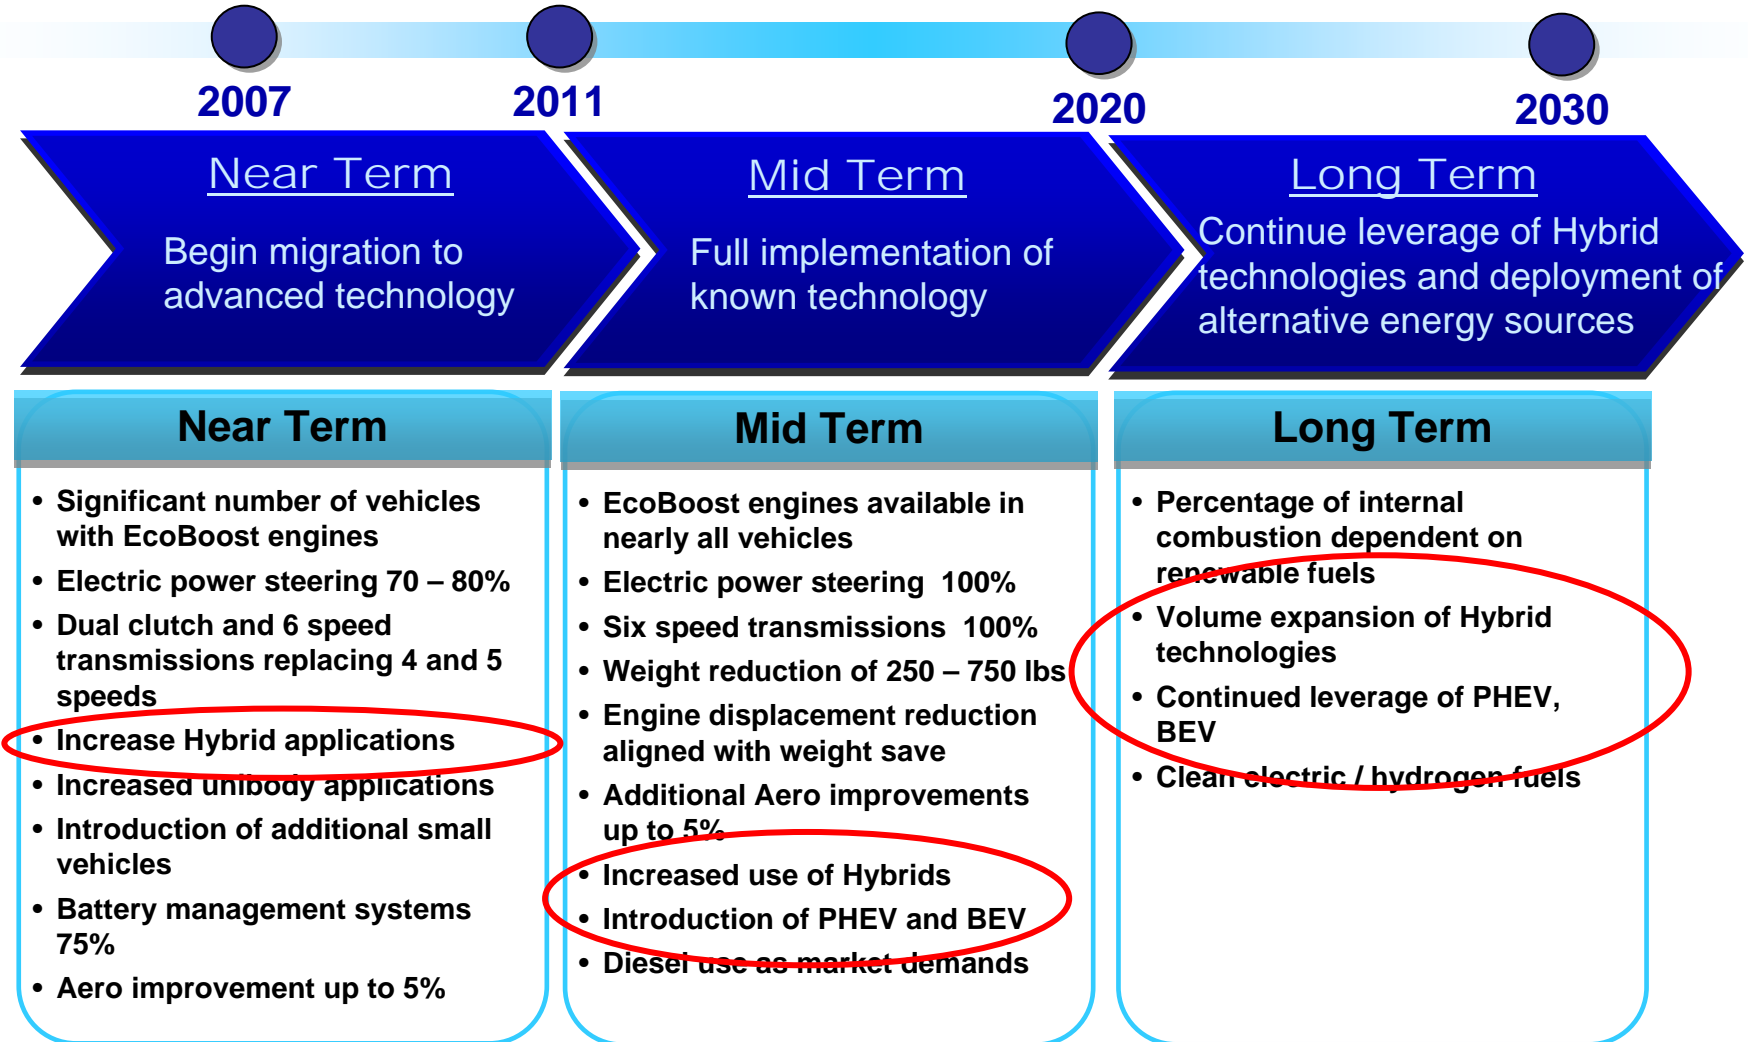 2007
2011
2020
2030
Near Term
Begin migration to
advanced technology
Mid Term
Full implementation of
known technology
Long Term
Continue leverage of Hybrid
technologies and deployment of
alternative energy sources
Near Term
• Significant number of vehicles
with EcoBoost engines
• Electric power steering 70 – 80%
• Dual clutch and 6 speed
transmissions replacing 4 and 5
speeds
• Increase Hybrid applications
• Increased unibody applications
• Introduction of additional small
vehicles
• Battery management systems
75%
• Aero improvement up to 5%
Mid Term
• EcoBoost engines available in
nearly all vehicles
• Electric power steering 100%
• Six speed transmissions 100%
• Weight reduction of 250 – 750 lbs
• Engine displacement reduction
aligned with weight save
• Additional Aero improvements
up to 5%
• Increased use of Hybrids
• Introduction of PHEV and BEV
• Diesel use as market demands
Long Term
• Percentage of internal
combustion dependent on
renewable fuels
• Volume expansion of Hybrid
technologies
• Continued leverage of PHEV,
BEV
• Clean electric / hydrogen fuels